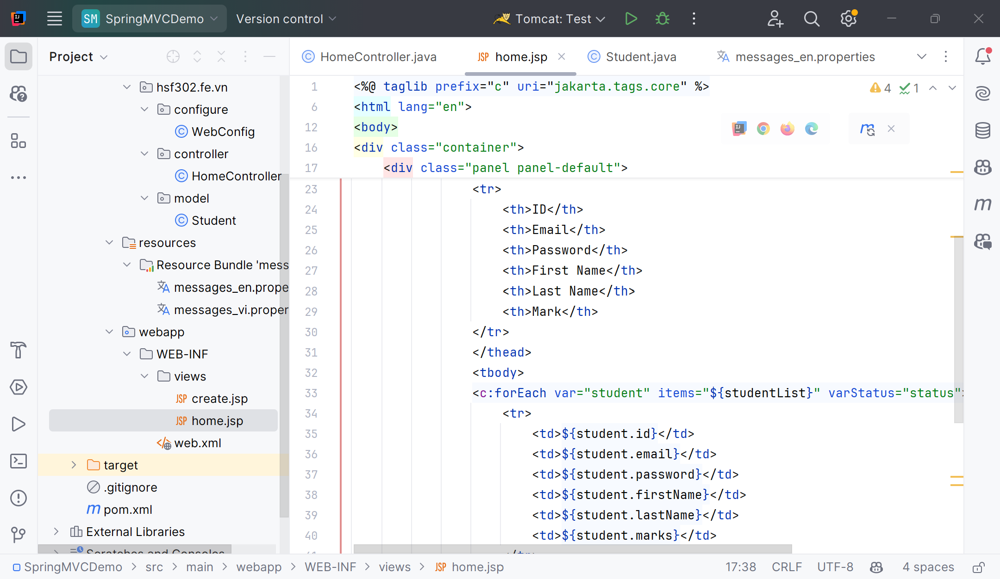 SM SpringMVCDemo Version control Tomcat: Test
Project
hsf302.fe.vn
configure
WebConfig
controller
HomeController
model
Student
resources
Resource Bundle 'mess
messages_en.prope
messages_vi.proper
webapp
WEB-INF
views
JSP create.jsp
JSP home.jsp
web.xml
target
.gitignore
m pom.xml
External Libraries
Scratches and Consoles
HomeController.java JSP home.jsp Student.java messages_en.properties
4 1
1 <%@ taglib prefix="c" uri="jakarta.tags.core" %>
6 <html lang="en">
12 <body>
16 <div class="container">
17 <div class="panel panel-default">
23 <tr>
24 <th>ID</th>
25 <th>Email</th>
26 <th>Password</th>
27 <th>First Name</th>
28 <th>Last Name</th>
29 <th>Mark</th>
30 </tr>
31 </thead>
32 <tbody>
33 <c:forEach var="student" items="${studentList}" varStatus="status">
34 <tr>
35 <td>${student.id}</td>
36 <td>${student.email}</td>
37 <td>${student.password}</td>
38 <td>${student.firstName}</td>
39 <td>${student.lastName}</td>
40 <td>${student.marks}</td>
41 </tr>
SpringMVCDemo > src > main > webapp > WEB-INF > views > JSP home.jsp
17:38 CRLF UTF-8 4 spaces